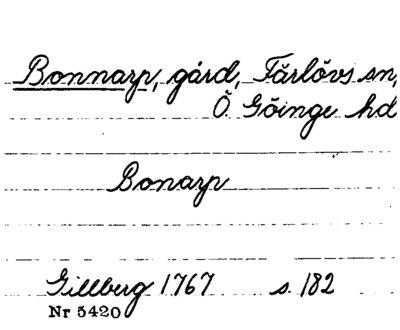 Bonnarp, gård, Färlövs sn,
Ö. Göinge hd
Bonarp
Gillberg 1767 s. 182
Nr 5420